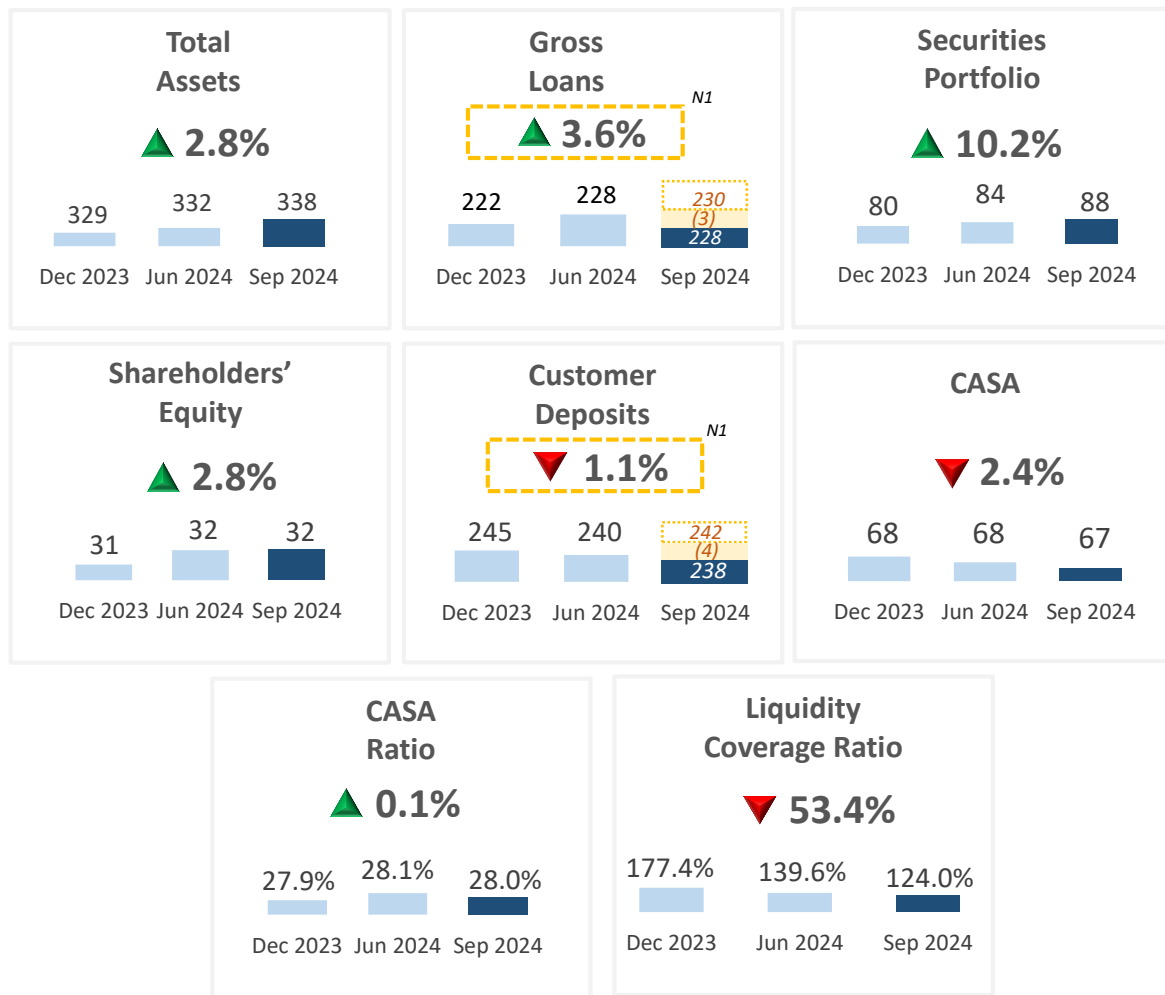 Total
Assets
2.8%
329 332 338
Dec 2023 Jun 2024 Sep 2024
Gross
Loans
N1
3.6%
222 228 230
(3)
228
Dec 2023 Jun 2024 Sep 2024
Securities
Portfolio
10.2%
80 84 88
Dec 2023 Jun 2024 Sep 2024
Shareholders’
Equity
2.8%
31 32 32
Dec 2023 Jun 2024 Sep 2024
Customer
Deposits
N1
1.1%
245 240 242
(4)
238
Dec 2023 Jun 2024 Sep 2024
CASA
2.4%
68 68 67
Dec 2023 Jun 2024 Sep 2024
CASA
Ratio
0.1%
27.9% 28.1% 28.0%
Dec 2023 Jun 2024 Sep 2024
Liquidity
Coverage Ratio
53.4%
177.4% 139.6% 124.0%
Dec 2023 Jun 2024 Sep 2024